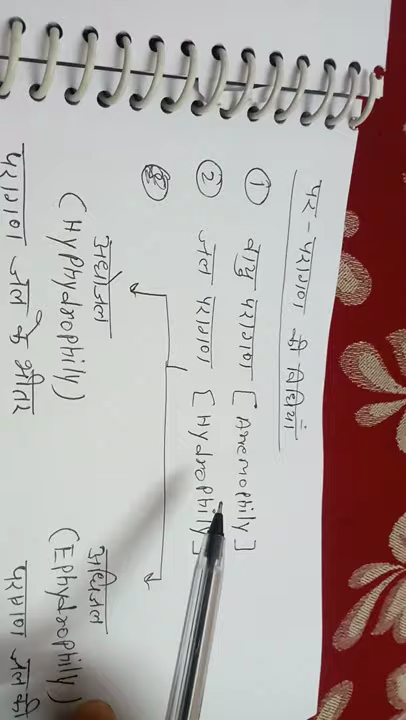 पर-परागण की विधियां
① वायु परागण [Anemophily]
② जल परागण [Hydrophily]
अधोजल
(Hyphydrophily)
परागण जल के भीतर
अधिजल
(Ephydrophily)
परागण जल की